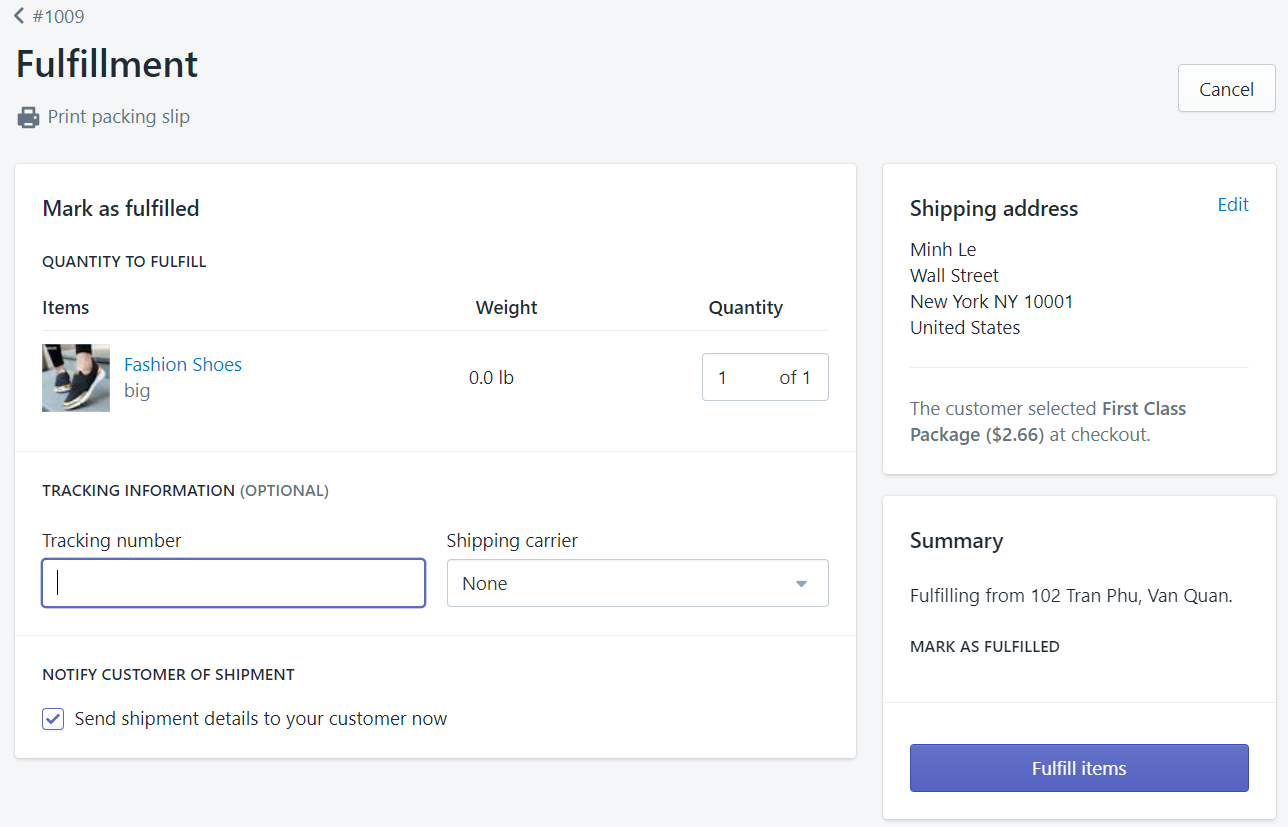 #1009
Fulfillment
Cancel
Print packing slip
Mark as fulfilled
QUANTITY TO FULFILL
Items Weight Quantity
Fashion Shoes
big
0.0 lb
1 of 1
TRACKING INFORMATION (OPTIONAL)
Tracking number Shipping carrier
None
NOTIFY CUSTOMER OF SHIPMENT
Send shipment details to your customer now
Shipping address Edit
Minh Le
Wall Street
New York NY 10001
United States
The customer selected First Class
Package ($2.66) at checkout.
Summary
Fulfilling from 102 Tran Phu, Van Quan.
MARK AS FULFILLED
Fulfill items